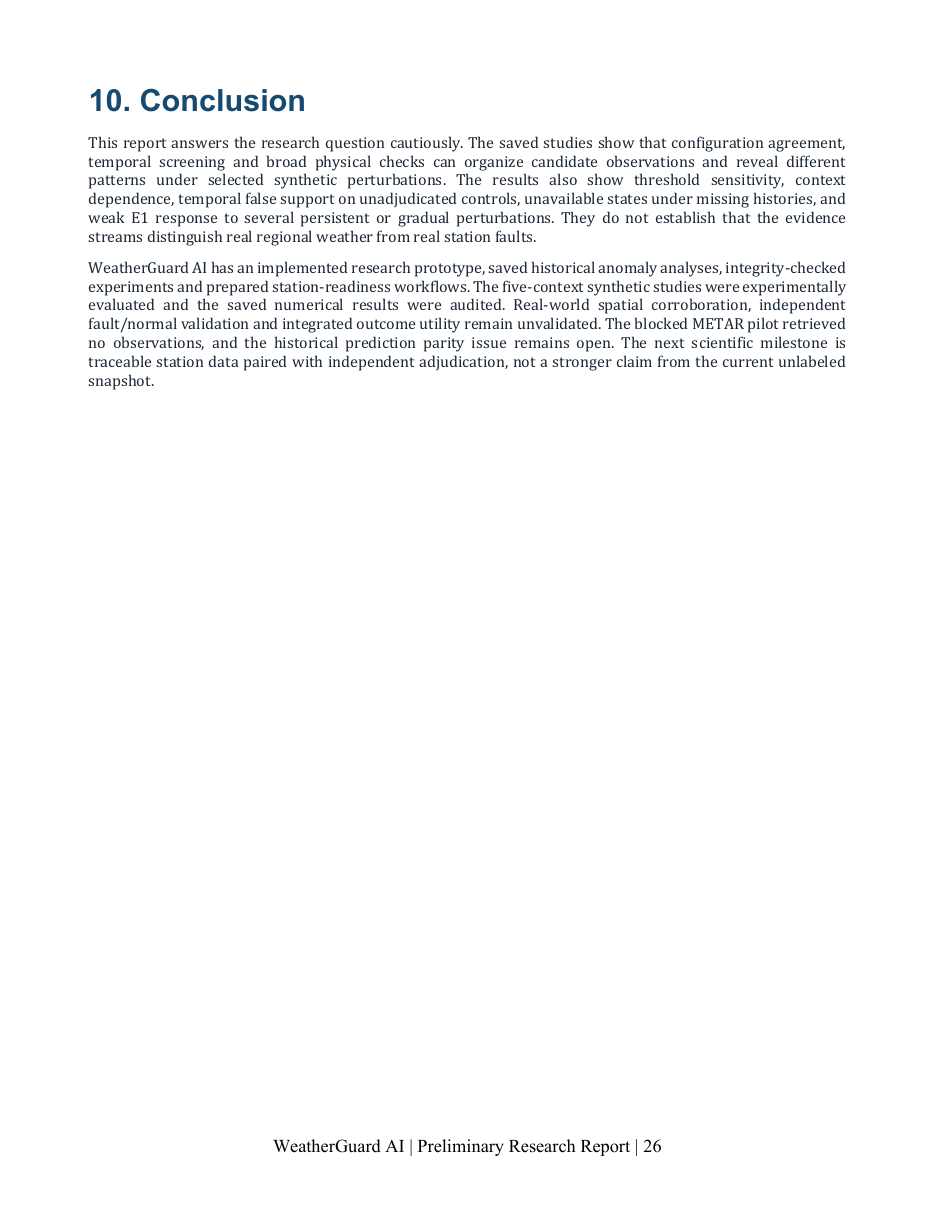 10. Conclusion
This report answers the research question cautiously. The saved studies show that configuration agreement,
temporal screening and broad physical checks can organize candidate observations and reveal different
patterns under selected synthetic perturbations. The results also show threshold sensitivity, context
dependence, temporal false support on unadjudicated controls, unavailable states under missing histories, and
weak E1 response to several persistent or gradual perturbations. They do not establish that the evidence
streams distinguish real regional weather from real station faults.
WeatherGuard AI has an implemented research prototype, saved historical anomaly analyses, integrity-checked
experiments and prepared station-readiness workflows. The five-context synthetic studies were experimentally
evaluated and the saved numerical results were audited. Real-world spatial corroboration, independent
fault/normal validation and integrated outcome utility remain unvalidated. The blocked METAR pilot retrieved
no observations, and the historical prediction parity issue remains open. The next scientific milestone is
traceable station data paired with independent adjudication, not a stronger claim from the current unlabeled
snapshot.
WeatherGuard AI | Preliminary Research Report | 26